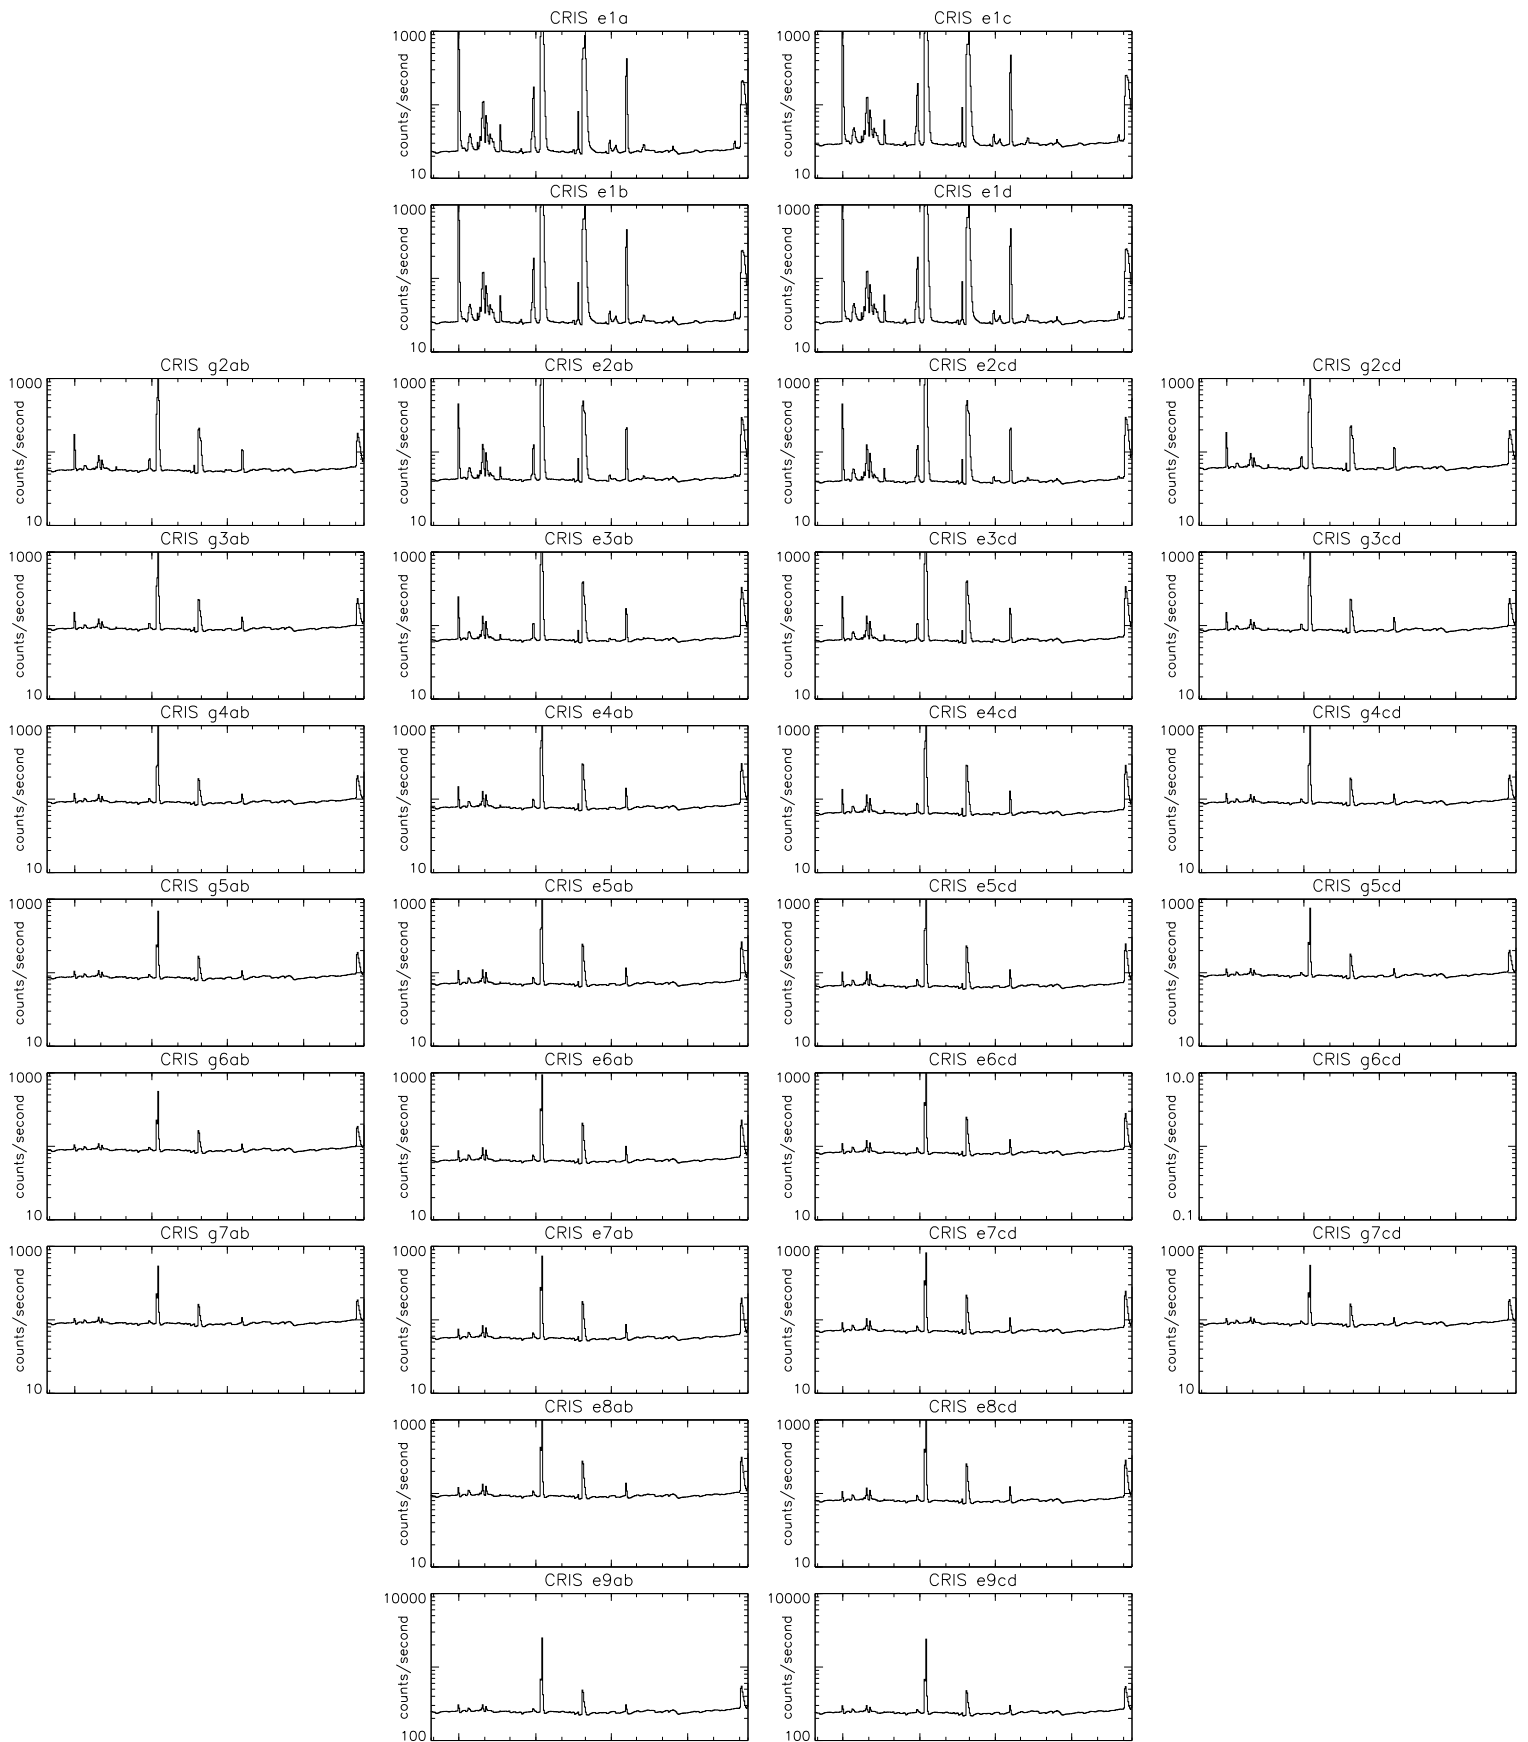 CRIS e1a
1000
counts/second
10
CRIS e1c
1000
counts/second
10
CRIS e1b
1000
counts/second
10
CRIS e1d
1000
counts/second
10
CRIS g2ab
1000
counts/second
10
CRIS e2ab
1000
counts/second
10
CRIS e2cd
1000
counts/second
10
CRIS g2cd
1000
counts/second
10
CRIS g3ab
1000
counts/second
10
CRIS e3ab
1000
counts/second
10
CRIS e3cd
1000
counts/second
10
CRIS g3cd
1000
counts/second
10
CRIS g4ab
1000
counts/second
10
CRIS e4ab
1000
counts/second
10
CRIS e4cd
1000
counts/second
10
CRIS g4cd
1000
counts/second
10
CRIS g5ab
1000
counts/second
10
CRIS e5ab
1000
counts/second
10
CRIS e5cd
1000
counts/second
10
CRIS g5cd
1000
counts/second
10
CRIS g6ab
1000
counts/second
10
CRIS e6ab
1000
counts/second
10
CRIS e6cd
1000
counts/second
10
CRIS g6cd
10.0
counts/second
0.1
CRIS g7ab
1000
counts/second
10
CRIS e7ab
1000
counts/second
10
CRIS e7cd
1000
counts/second
10
CRIS g7cd
1000
counts/second
10
CRIS e8ab
1000
counts/second
10
CRIS e8cd
1000
counts/second
10
CRIS e9ab
10000
counts/second
100
CRIS e9cd
10000
counts/second
100